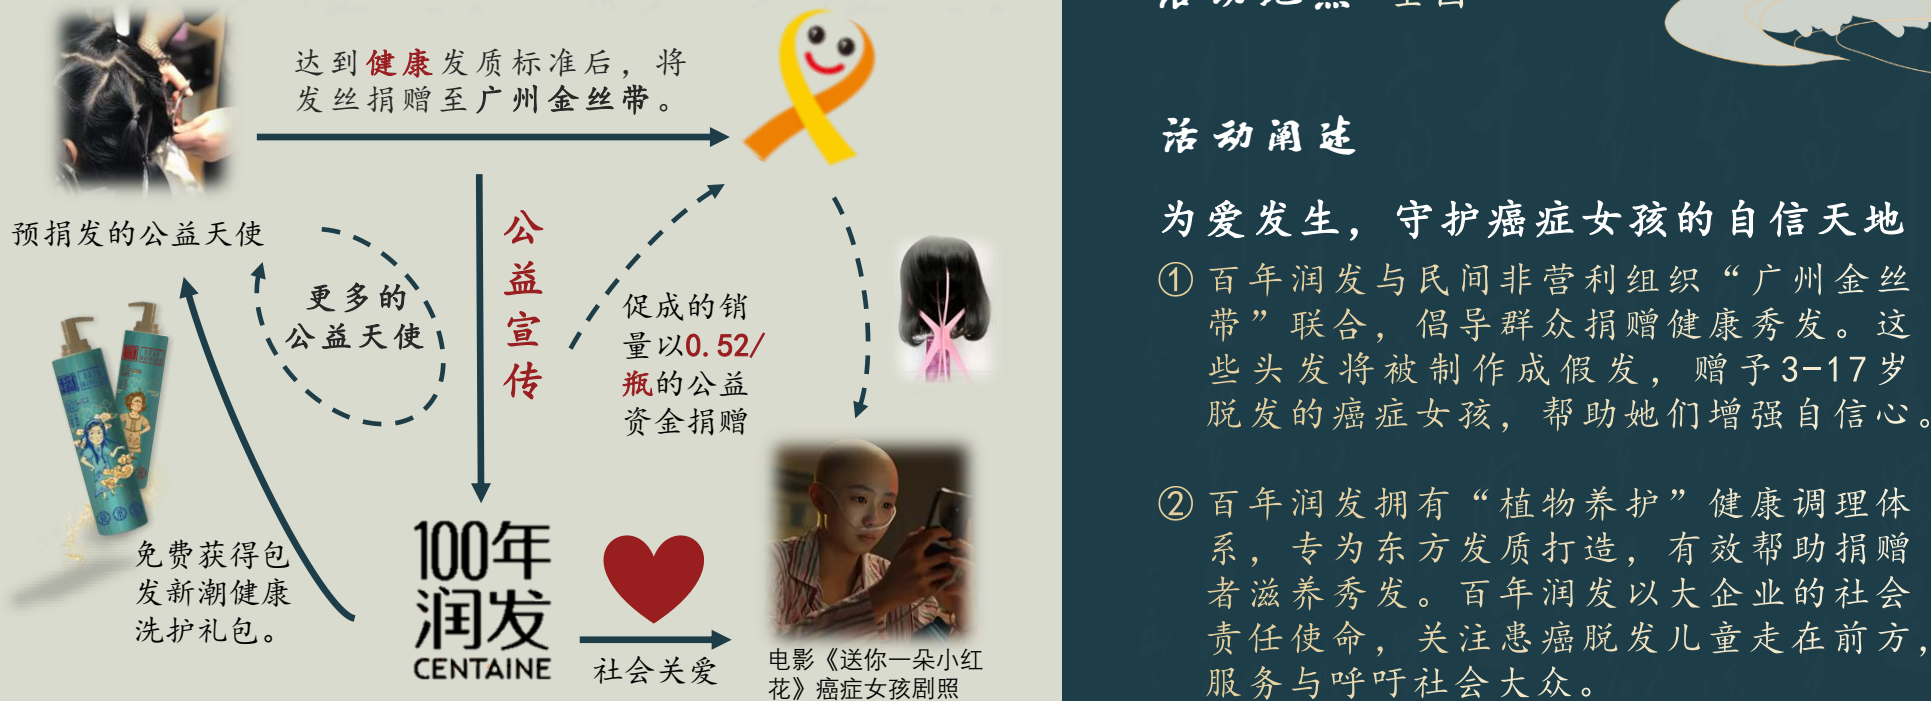 达到健康发质标准后，将
发丝捐赠至广州金丝带。
预捐发的公益天使
更多的
公益天使
公益宣传
促成的销
量以0.52/
瓶的公益
资金捐赠
免费获得包
发新潮健康
洗护礼包。
100年
润发
CENTAINE
社会关爱
电影《送你一朵小红
花》癌症女孩剧照
活动地点 全国
活动阐述
为爱发生，守护癌症女孩的自信天地
① 百年润发与民间非营利组织“广州金丝
带”联合，倡导群众捐赠健康秀发。这
些头发将被制作成假发，赠予3-17岁
脱发的癌症女孩，帮助她们增强自信心。
② 百年润发拥有“植物养护”健康调理体
系，专为东方发质打造，有效帮助捐赠
者滋养秀发。百年润发以大企业的社会
责任使命，关注患癌脱发儿童走在前方，
服务与呼吁社会大众。